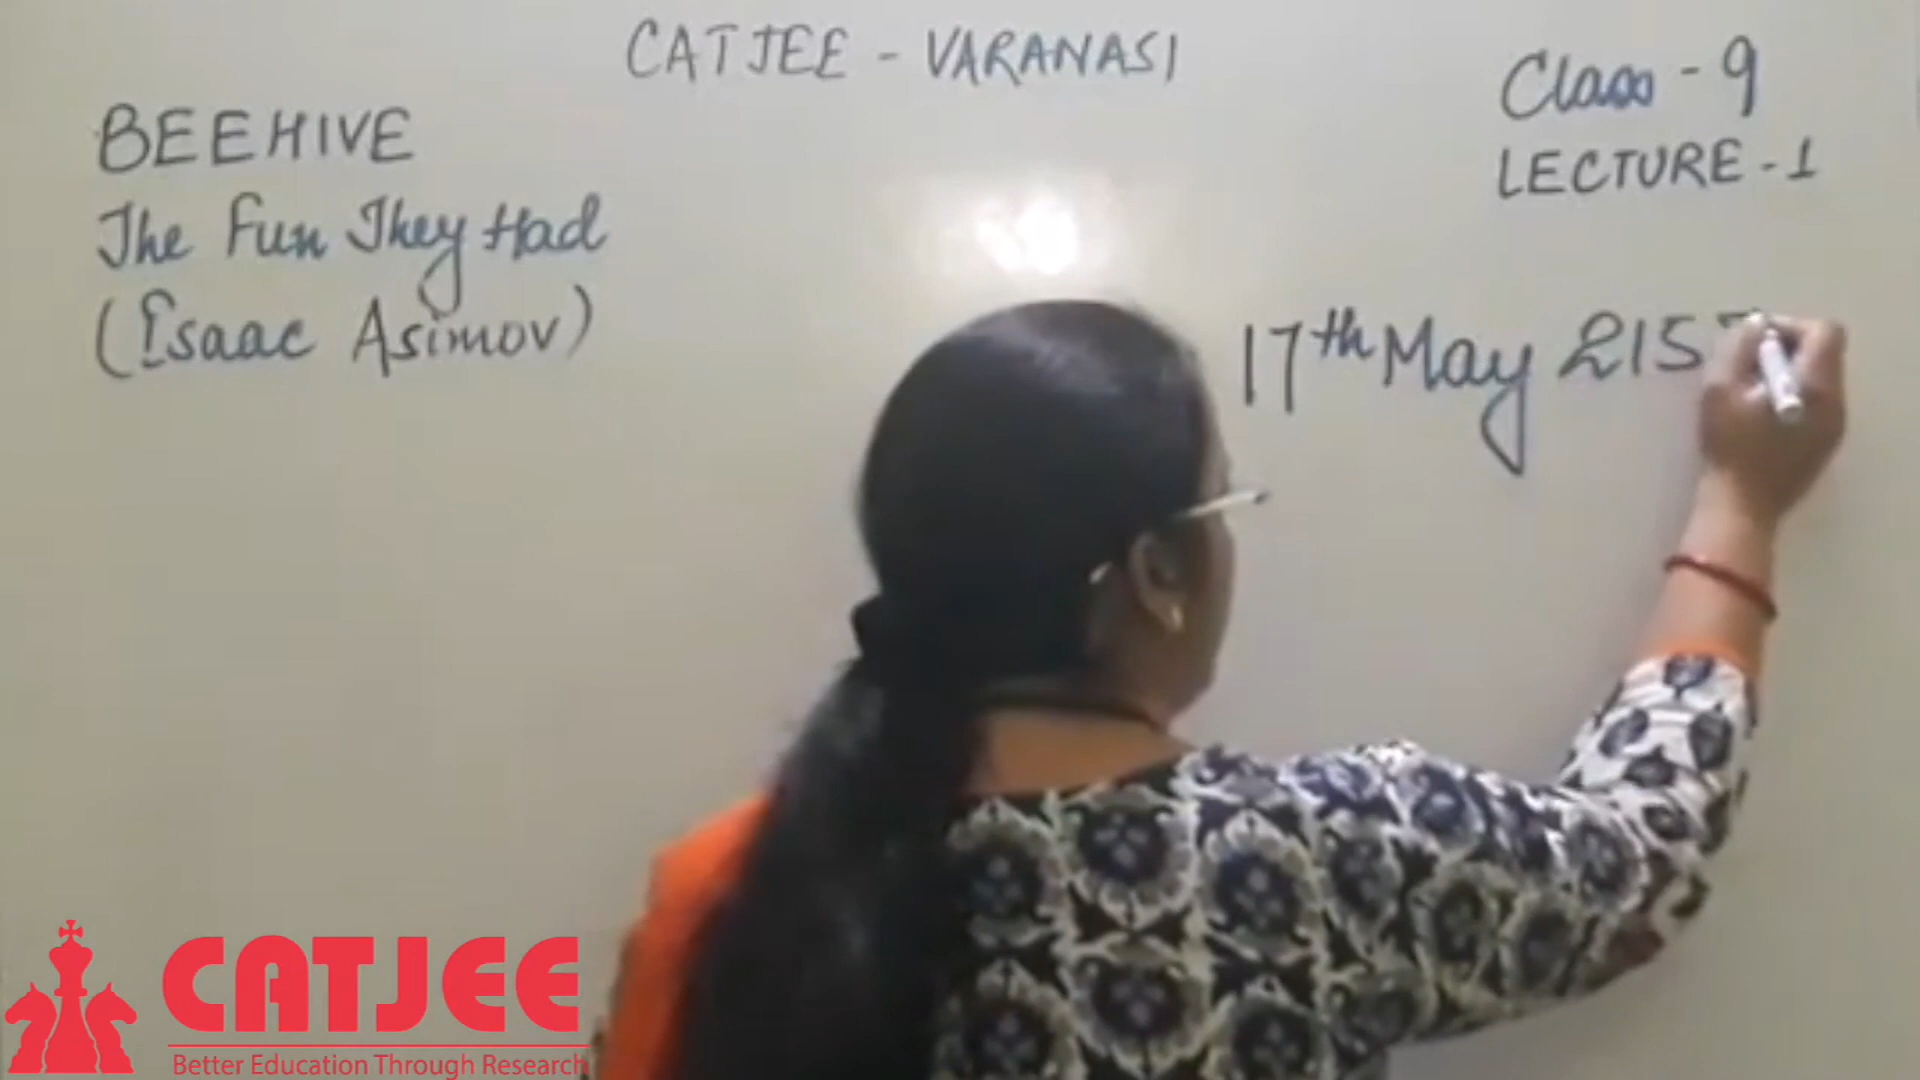 CATJEE - VARANASI
Class - 9
LECTURE - 1
BEEHIVE
The Fun They Had
(Isaac Asimov)
17th May 215
CATJEE
Better Education Through Research